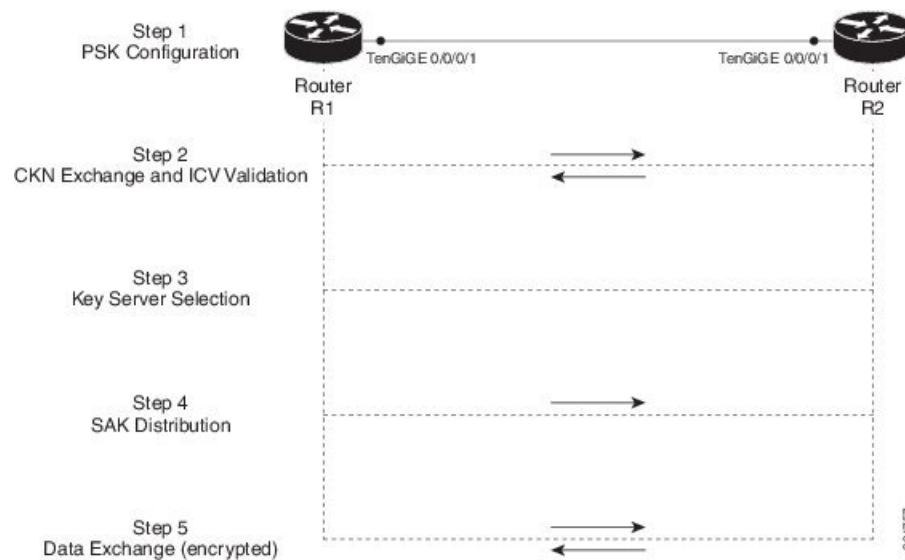 Step 1
PSK Configuration
TenGiGE 0/0/0/1
TenGiGE 0/0/0/1
Router
R1
Router
R2
Step 2
CKN Exchange and ICV Validation
Step 3
Key Server Selection
Step 4
SAK Distribution
Step 5
Data Exchange (encrypted)